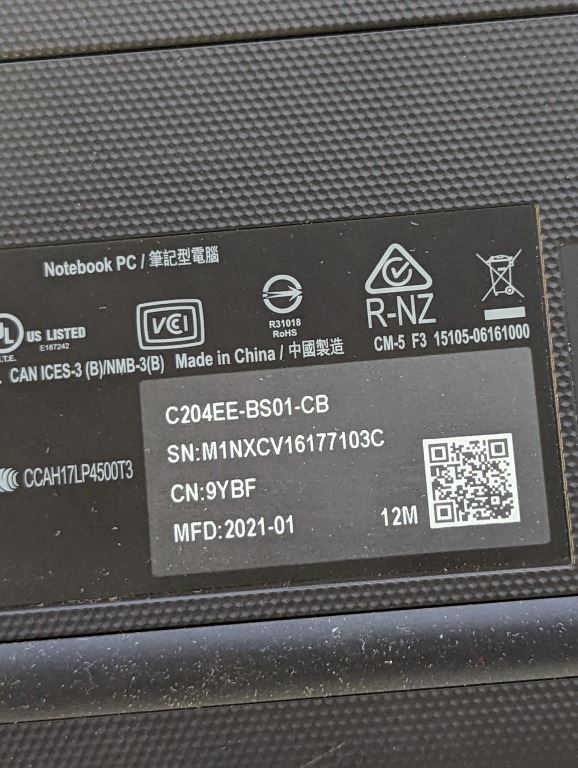 Notebook PC / 筆記型電腦
UL US LISTED
I.T.E. E187242
VCI
R31018
RoHS
R-NZ
CAN ICES-3 (B)/NMB-3(B) Made in China / 中國製造 CM-5 F3 15105-06161000
C204EE-BS01-CB
SN:M1NXCV16177103C
CCAH17LP4500T3
CN:9YBF
MFD:2021-01 12M